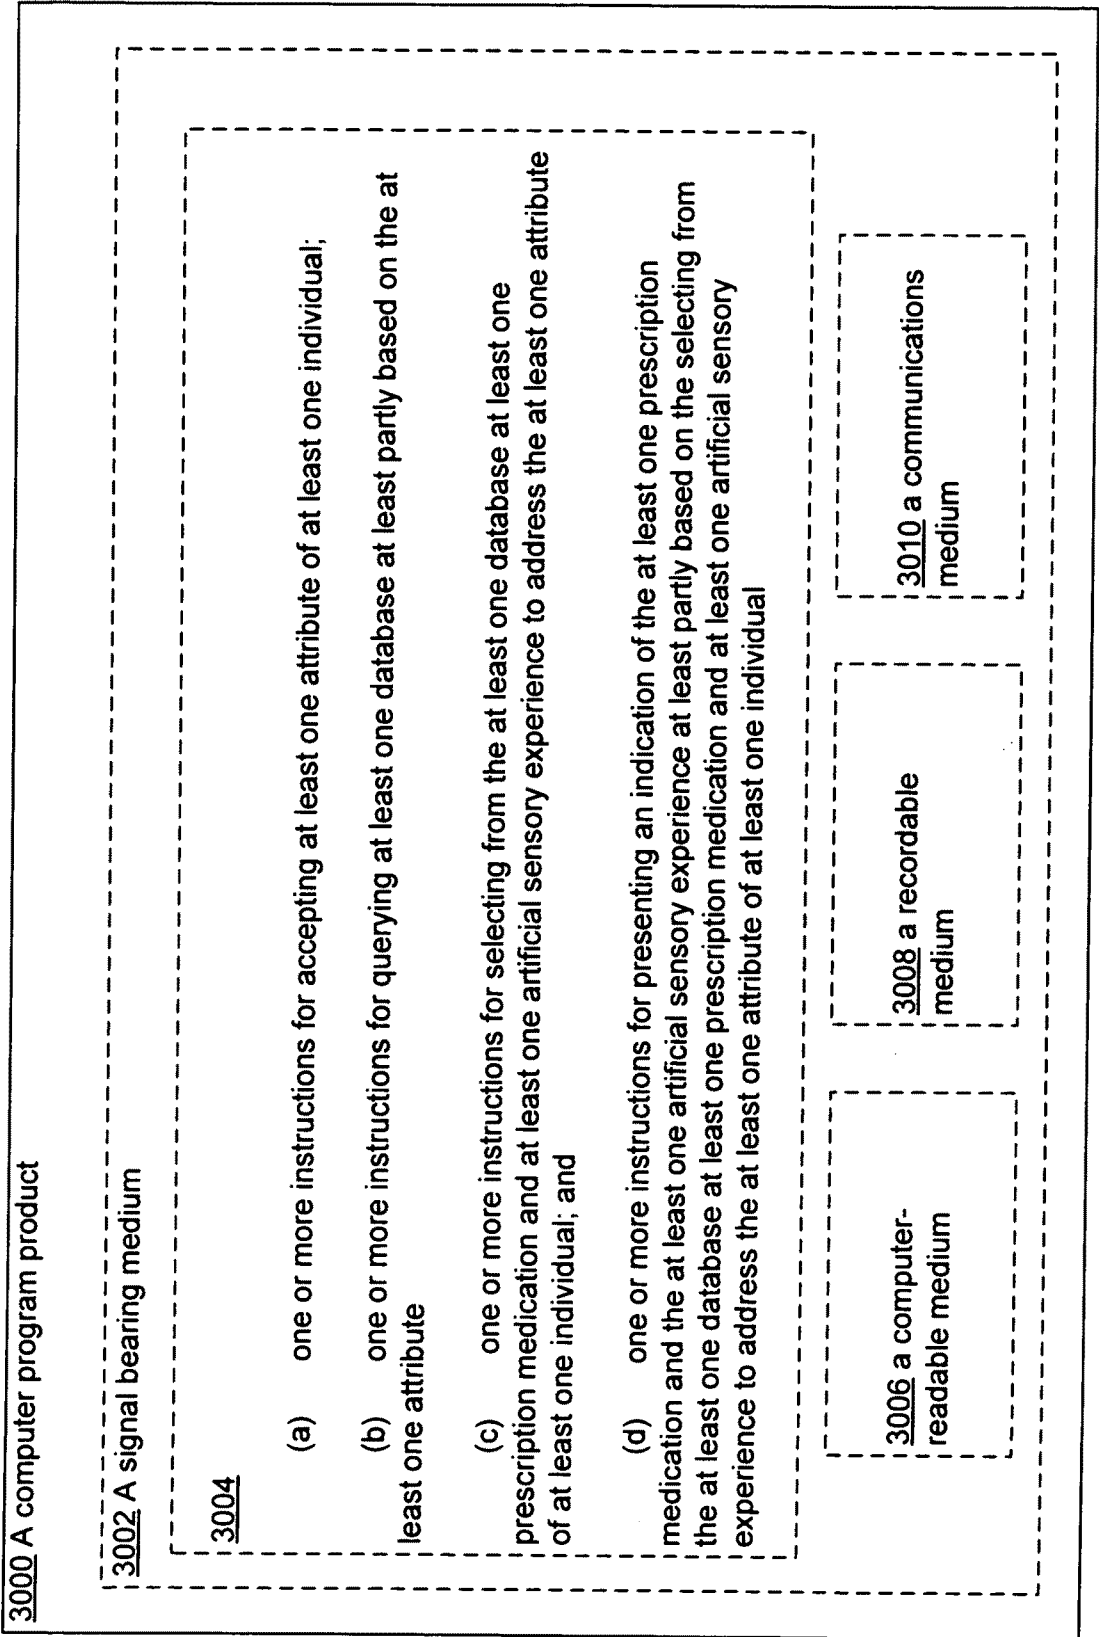 3000 A computer program product
3002 A signal bearing medium
3004
(a) one or more instructions for accepting at least one attribute of at least one individual;
(b) one or more instructions for querying at least one database at least partly based on the at
least one attribute
(c) one or more instructions for selecting from the at least one database at least one
prescription medication and at least one artificial sensory experience to address the at least one attribute
of at least one individual; and
(d) one or more instructions for presenting an indication of the at least one prescription
medication and the at least one artificial sensory experience at least partly based on the selecting from
the at least one database at least one prescription medication and at least one artificial sensory
experience to address the at least one attribute of at least one individual
3006 a computer-
readable medium
3008 a recordable
medium
3010 a communications
medium